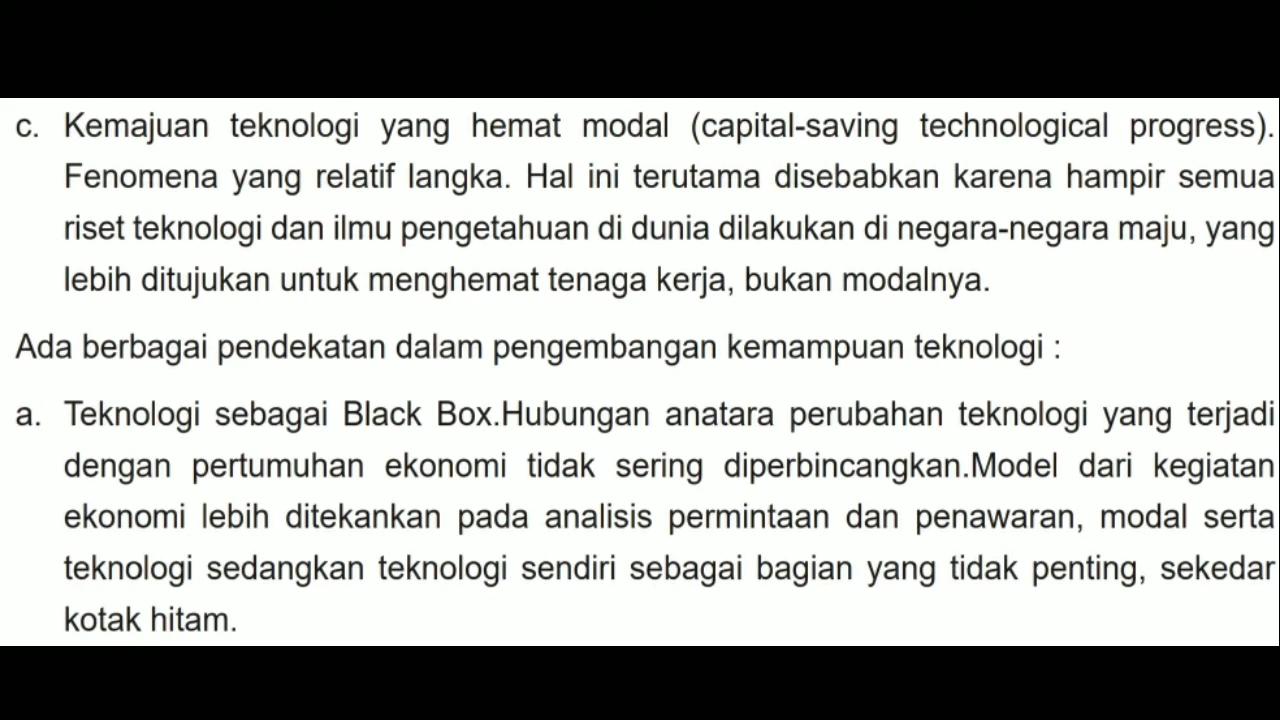 c. Kemajuan teknologi yang hemat modal (capital-saving technological progress).
Fenomena yang relatif langka. Hal ini terutama disebabkan karena hampir semua
riset teknologi dan ilmu pengetahuan di dunia dilakukan di negara-negara maju, yang
lebih ditujukan untuk menghemat tenaga kerja, bukan modalnya.
Ada berbagai pendekatan dalam pengembangan kemampuan teknologi :
a. Teknologi sebagai Black Box.Hubungan anatara perubahan teknologi yang terjadi
dengan pertumuhan ekonomi tidak sering diperbincangkan.Model dari kegiatan
ekonomi lebih ditekankan pada analisis permintaan dan penawaran, modal serta
teknologi sedangkan teknologi sendiri sebagai bagian yang tidak penting, sekedar
kotak hitam.